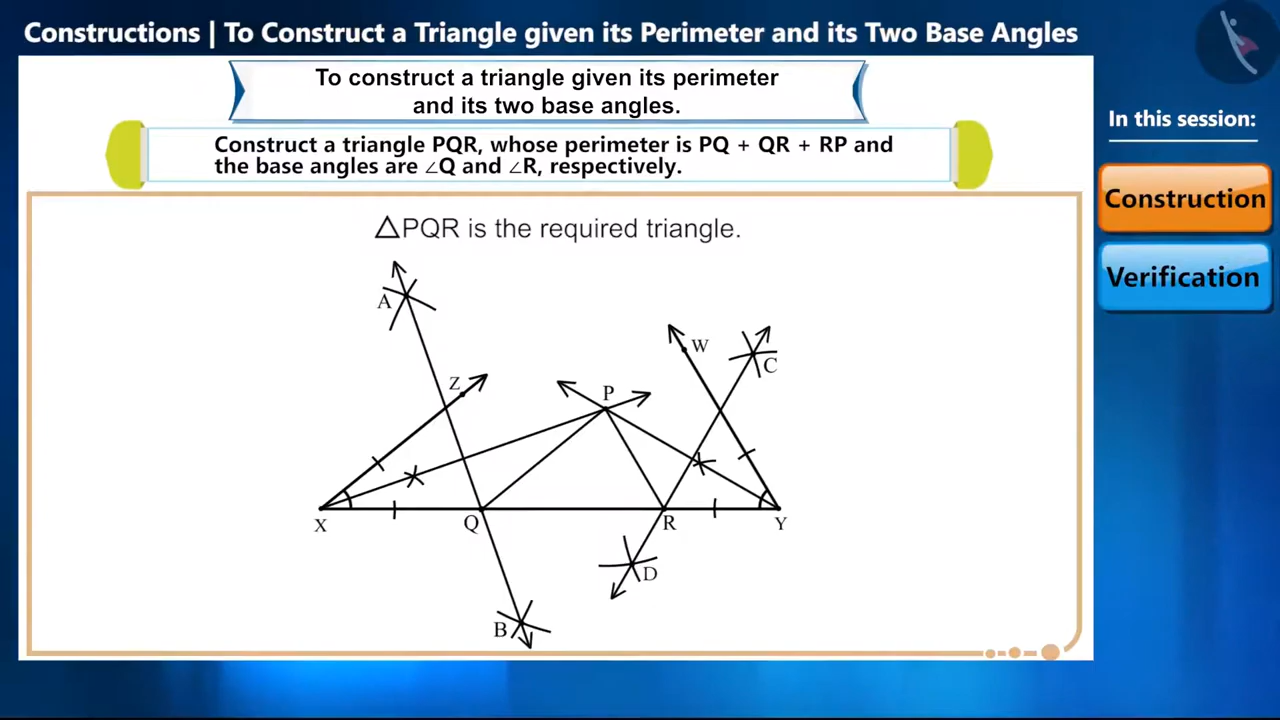 Constructions | To Construct a Triangle given its Perimeter and its Two Base Angles
To construct a triangle given its perimeter
and its two base angles.
In this session:
Construct a triangle PQR, whose perimeter is PQ + QR + RP and
the base angles are ∠Q and ∠R, respectively.
Construction
Verification
△PQR is the required triangle.
A
W
C
Z
P
X
Q
R
Y
D
B